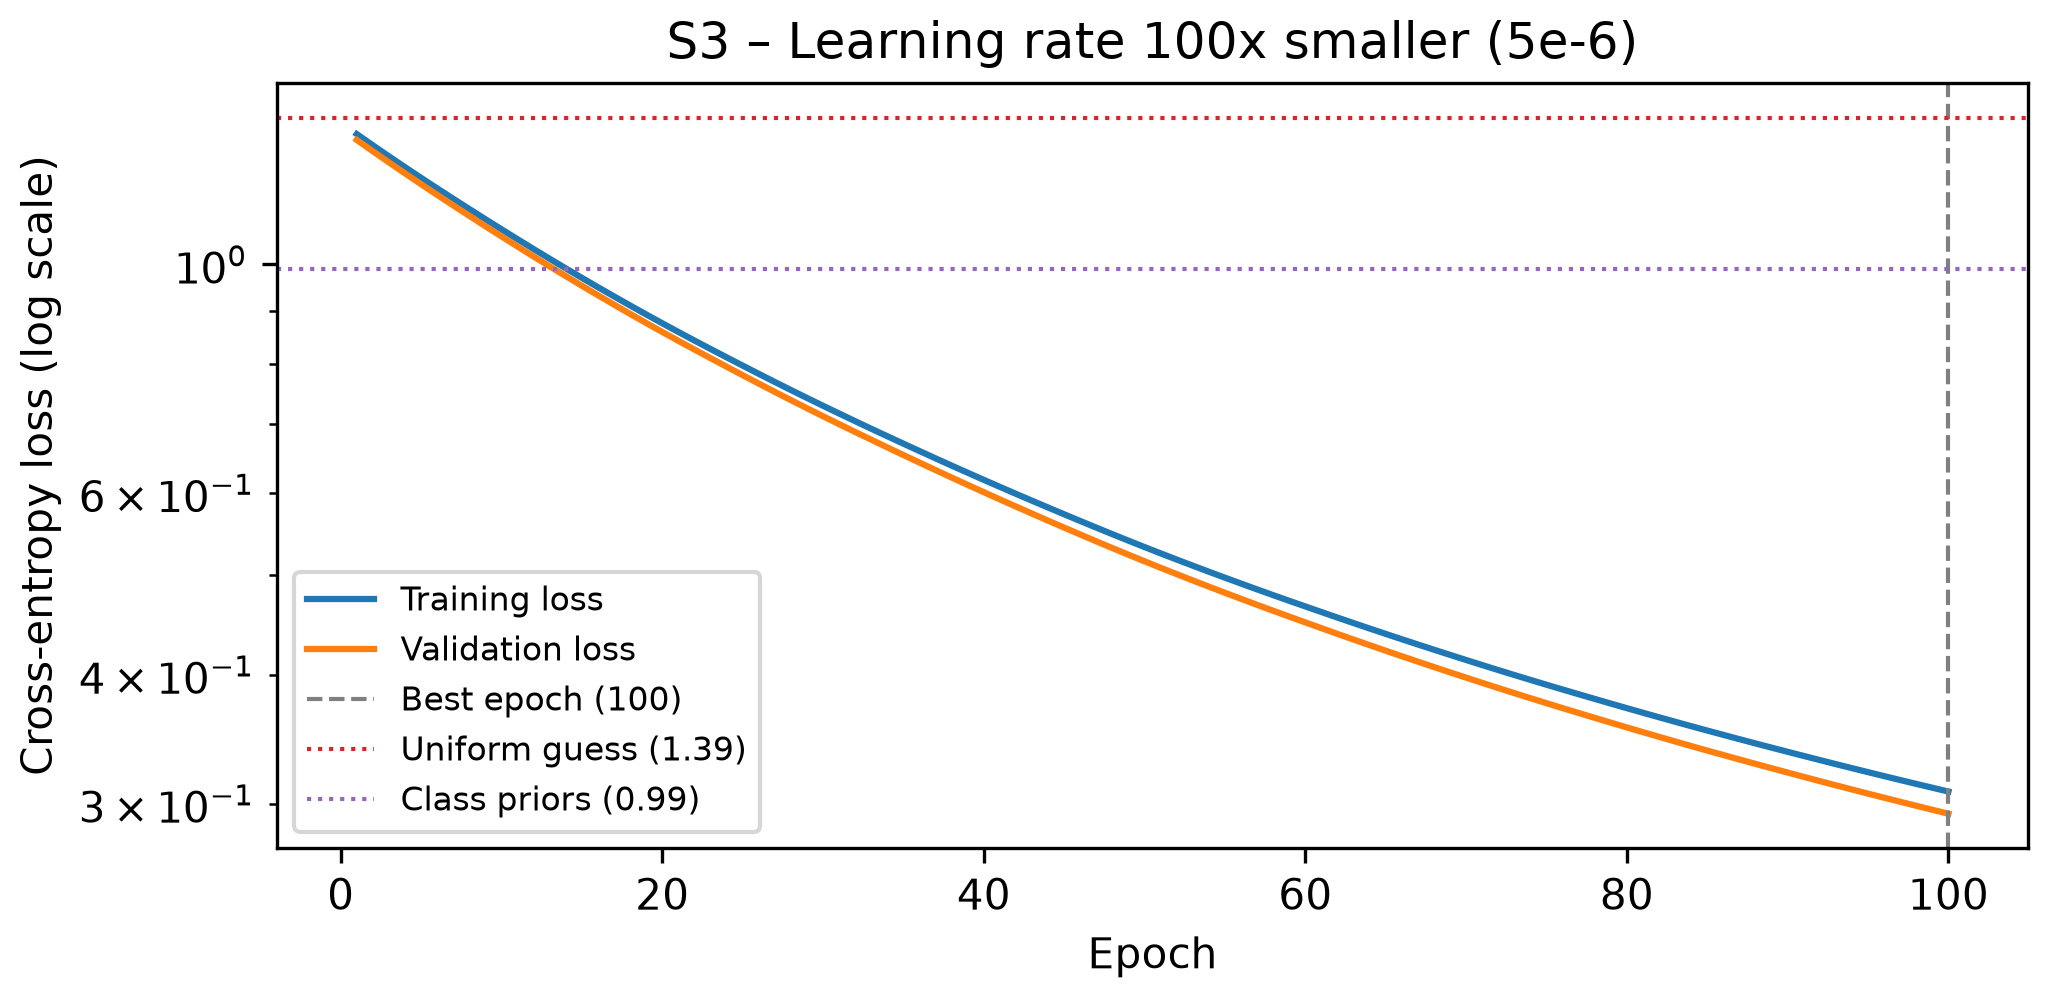 S3 – Learning rate 100x smaller (5e-6)
Cross-entropy loss (log scale)
10⁰
6 × 10⁻¹
4 × 10⁻¹
3 × 10⁻¹
Training loss
Validation loss
Best epoch (100)
Uniform guess (1.39)
Class priors (0.99)
0 20 40 60 80 100
Epoch